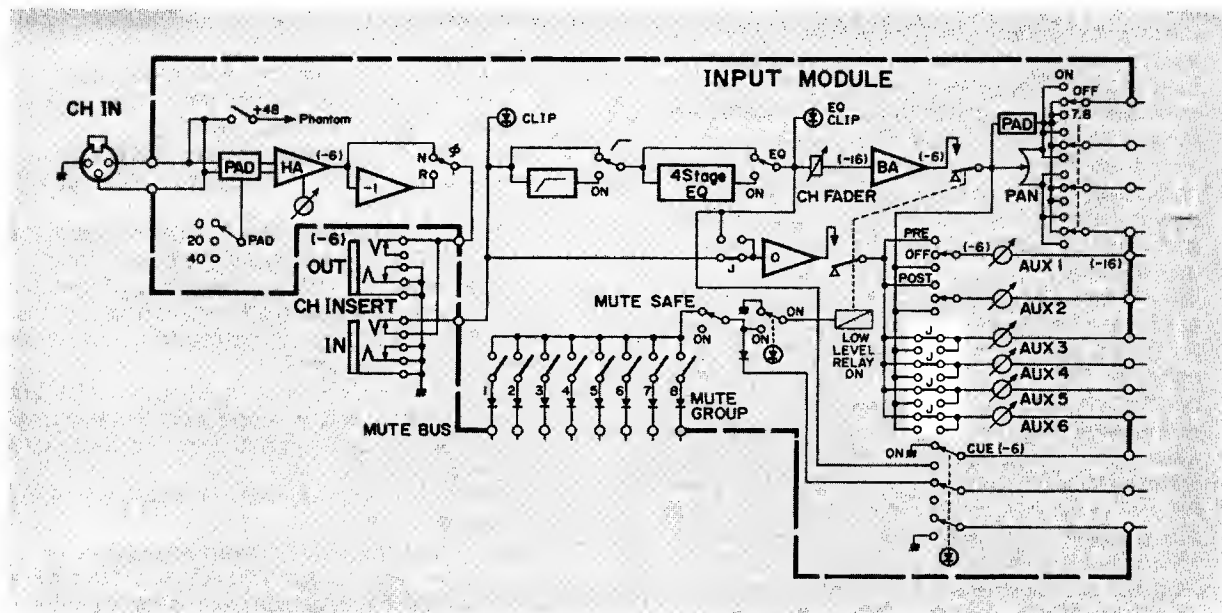 INPUT MODULE
CH IN
+48
Phantom
PAD
HA
(-6)
-1
N
R
φ
0
20
40
PAD
(-6)
OUT
CH INSERT
IN
CLIP
ON
4Stage
EQ
ON
EQ
EQ
CLIP
(-16)
CH FADER
BA
(-6)
PAD
PAN
ON
OFF
7.8
J
0
MUTE SAFE
ON
ON
ON
LOW
LEVEL
RELAY
ON
1
2
3
4
5
6
7
8
MUTE
GROUP
MUTE BUS
PRE
OFF
POST
(-6)
AUX 1
(-16)
AUX 2
J
AUX 3
J
AUX 4
J
AUX 5
J
AUX 6
ON
CUE (-6)